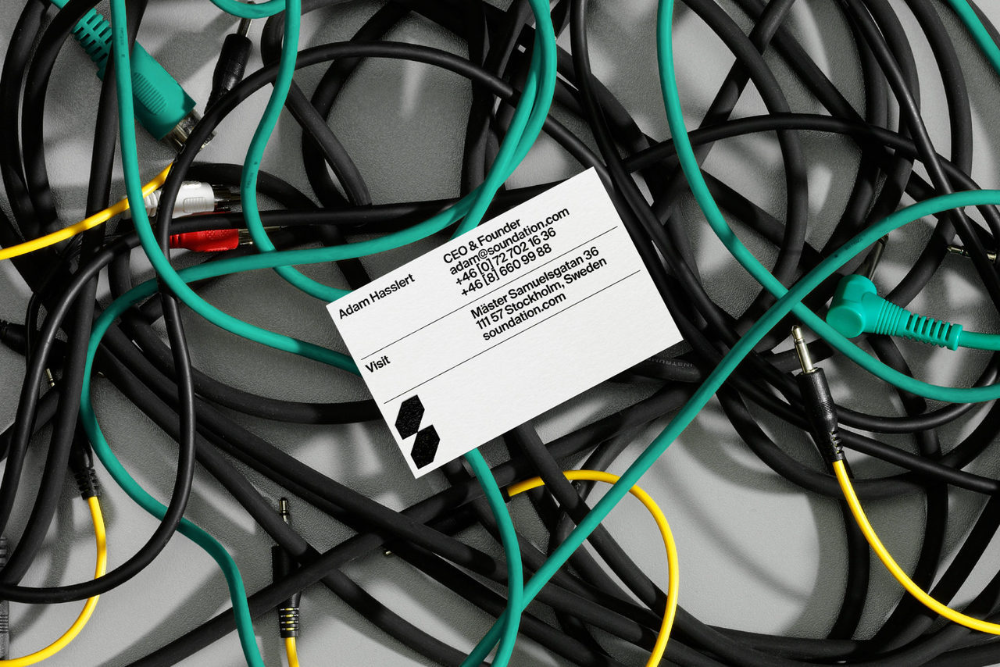 Adam Hasslert
CEO & Founder
adam@soundation.com
+46 [0] 72 702 16 36
+46 [8] 660 99 88
Visit
Mäster Samuelsgatan 36
111 57 Stockholm, Sweden
soundation.com